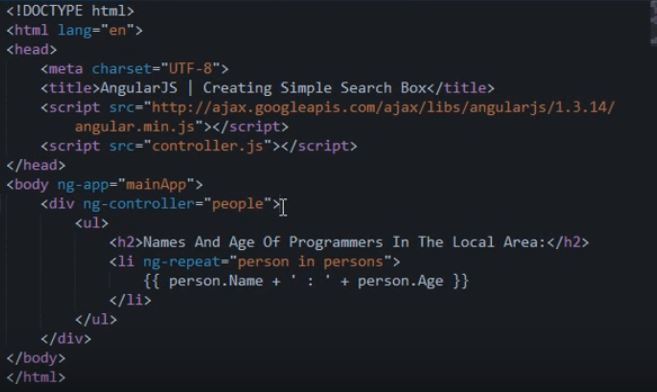 <!DOCTYPE html>
<html lang="en">
<head>
    <meta charset="UTF-8">
    <title>AngularJS | Creating Simple Search Box</title>
    <script src="http://ajax.googleapis.com/ajax/libs/angularjs/1.3.14/
        angular.min.js"></script>
    <script src="controller.js"></script>
</head>
<body ng-app="mainApp">
    <div ng-controller="people">
        <ul>
            <h2>Names And Age Of Programmers In The Local Area:</h2>
            <li ng-repeat="person in persons">
                {{ person.Name + ' : ' + person.Age }}
            </li>
        </ul>
    </div>
</body>
</html>